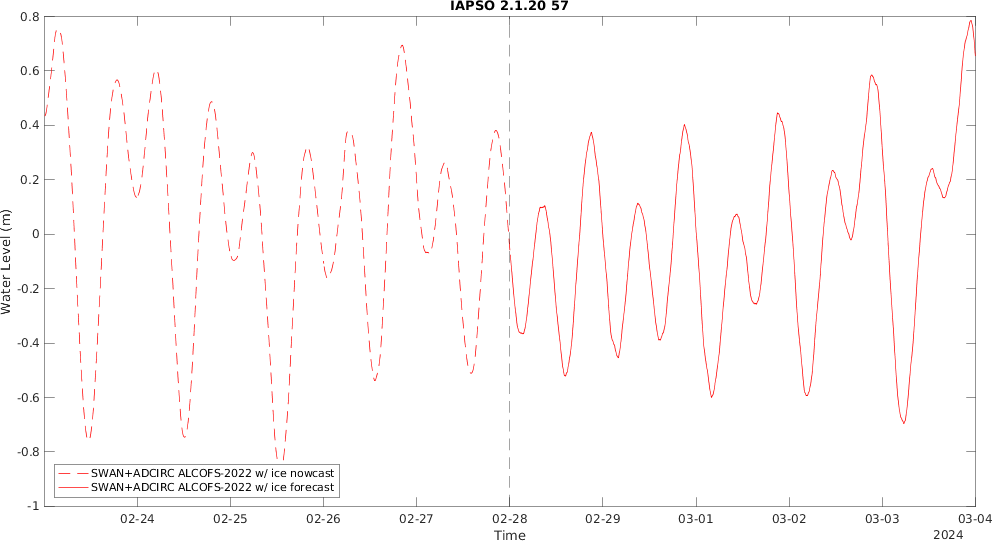 IAPSO 2.1.20 57
0.8
0.6
0.4
0.2
0
-0.2
-0.4
-0.6
-0.8
-1
Water Level (m)
SWAN+ADCIRC ALCOFS-2022 w/ ice nowcast
SWAN+ADCIRC ALCOFS-2022 w/ ice forecast
02-24 02-25 02-26 02-27 02-28 02-29 03-01 03-02 03-03 03-04
Time
2024